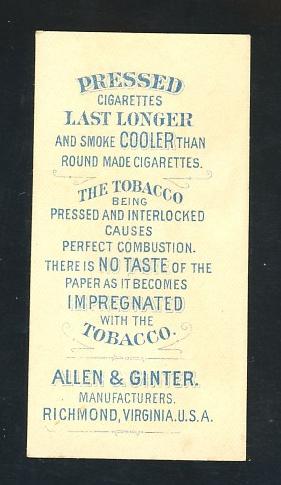 PRESSED
CIGARETTES
LAST LONGER
AND SMOKE COOLER THAN
ROUND MADE CIGARETTES.
THE TOBACCO
BEING
PRESSED AND INTERLOCKED
CAUSES
PERFECT COMBUSTION.
THERE IS NO TASTE OF THE
PAPER AS IT BECOMES
IMPREGNATED
WITH THE
TOBACCO.
ALLEN & GINTER.
MANUFACTURERS.
RICHMOND, VIRGINIA. U.S.A.